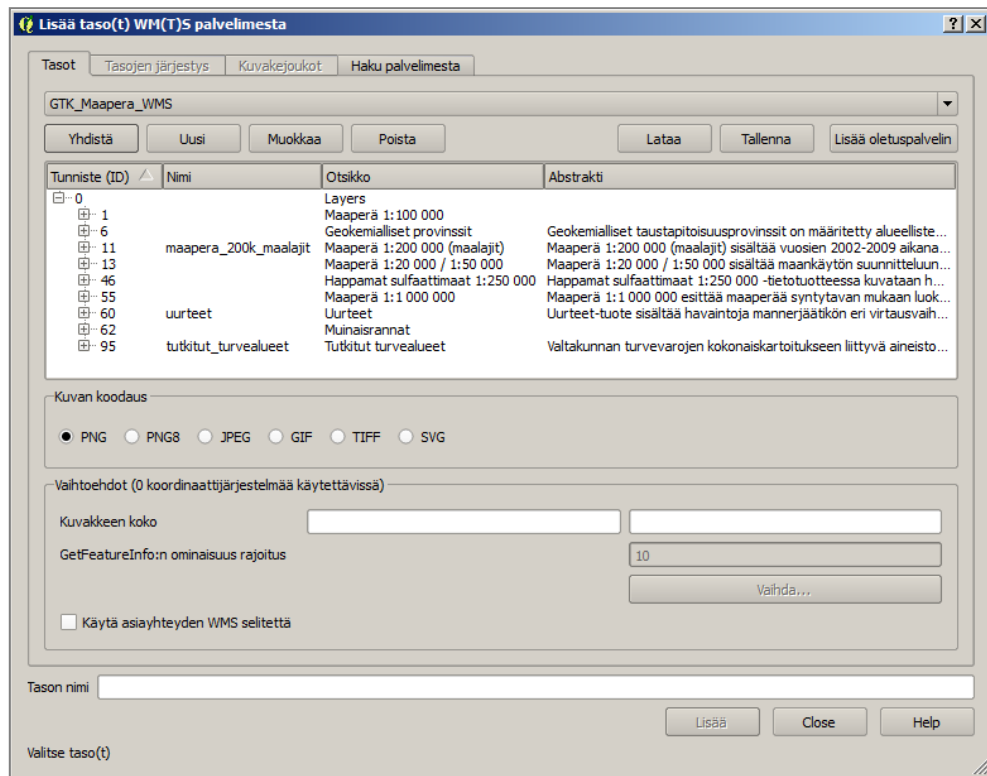 Lisää taso(t) WM(T)S palvelimesta
Tasot Tasojen järjestys Kuvakejoukot Haku palvelimesta
GTK_Maapera_WMS
Yhdistä Uusi Muokkaa Poista Lataa Tallenna Lisää oletuspalvelin
Tunniste (ID) Nimi Otsikko Abstrakti
0 Layers
1 Maaperä 1:100 000
6 Geokemialliset provinssit Geokemialliset taustapitoisuusprovinssit on määritetty alueelliste...
11 maapera_200k_maalajit Maaperä 1:200 000 (maalajit) Maaperä 1:200 000 (maalajit) sisältää vuosien 2002-2009 aikana...
13 Maaperä 1:20 000 / 1:50 000 Maaperä 1:20 000 / 1:50 000 sisältää maankäytön suunnitteluun...
46 Happamat sulfaattimaat 1:250 000 Happamat sulfaattimaat 1:250 000 -tietotuotteessa kuvataan h...
55 Maaperä 1:1 000 000 Maaperä 1:1 000 000 esittää maaperää syntytavan mukaan luok...
60 uurteet Uurteet Uurteet-tuote sisältää havaintoja mannerjäätikön eri virtausvaih...
62 Muinaisrannat
95 tutkitut_turvealueet Tutkitut turvealueet Valtakunnan turvevarojen kokonaiskartoitukseen liittyvä aineisto...
Kuvan koodaus
PNG PNG8 JPEG GIF TIFF SVG
Vaihtoehdot (0 koordinaattijärjestelmää käytettävissä)
Kuvakkeen koko
GetFeatureInfo:n ominaisuus rajoitus 10
Vaihda...
Käytä asiayhteyden WMS selitettä
Tason nimi
Lisää Close Help
Valitse taso(t)